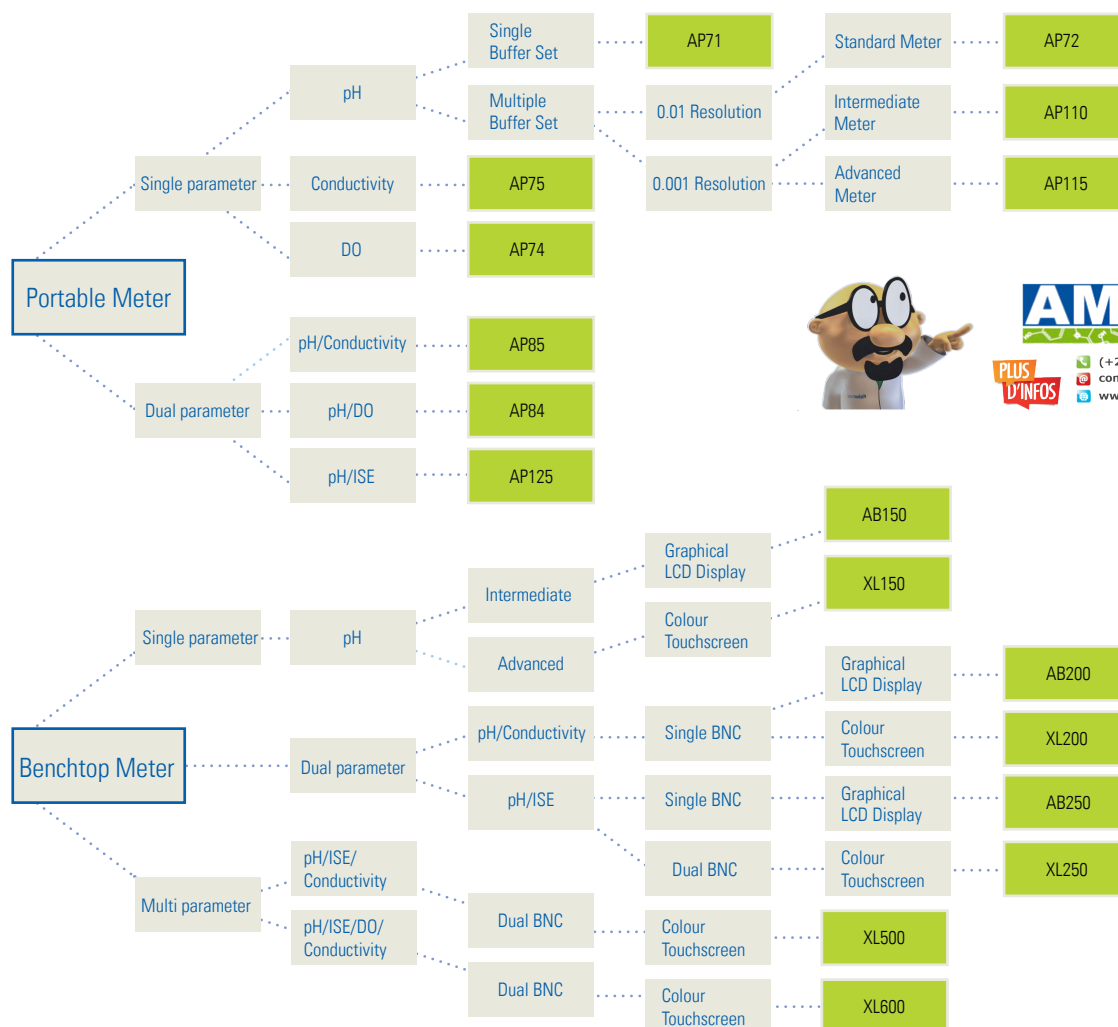 Portable Meter
Single parameter
pH
Single
Buffer Set
AP71
Multiple
Buffer Set
0.01 Resolution
Standard Meter
AP72
0.001 Resolution
Intermediate
Meter
AP110
Advanced
Meter
AP115
Conductivity
AP75
DO
AP74
Dual parameter
pH/Conductivity
AP85
pH/DO
AP84
pH/ISE
AP125
AM
PLUS
D'INFOS
(+2
con
ww
Benchtop Meter
Single parameter
pH
Intermediate
Graphical
LCD Display
AB150
Advanced
Colour
Touchscreen
XL150
Dual parameter
pH/Conductivity
Single BNC
Graphical
LCD Display
AB200
Colour
Touchscreen
XL200
pH/ISE
Single BNC
Graphical
LCD Display
AB250
Dual BNC
Colour
Touchscreen
XL250
Multi parameter
pH/ISE/
Conductivity
Dual BNC
Colour
Touchscreen
XL500
pH/ISE/DO/
Conductivity
Dual BNC
Colour
Touchscreen
XL600